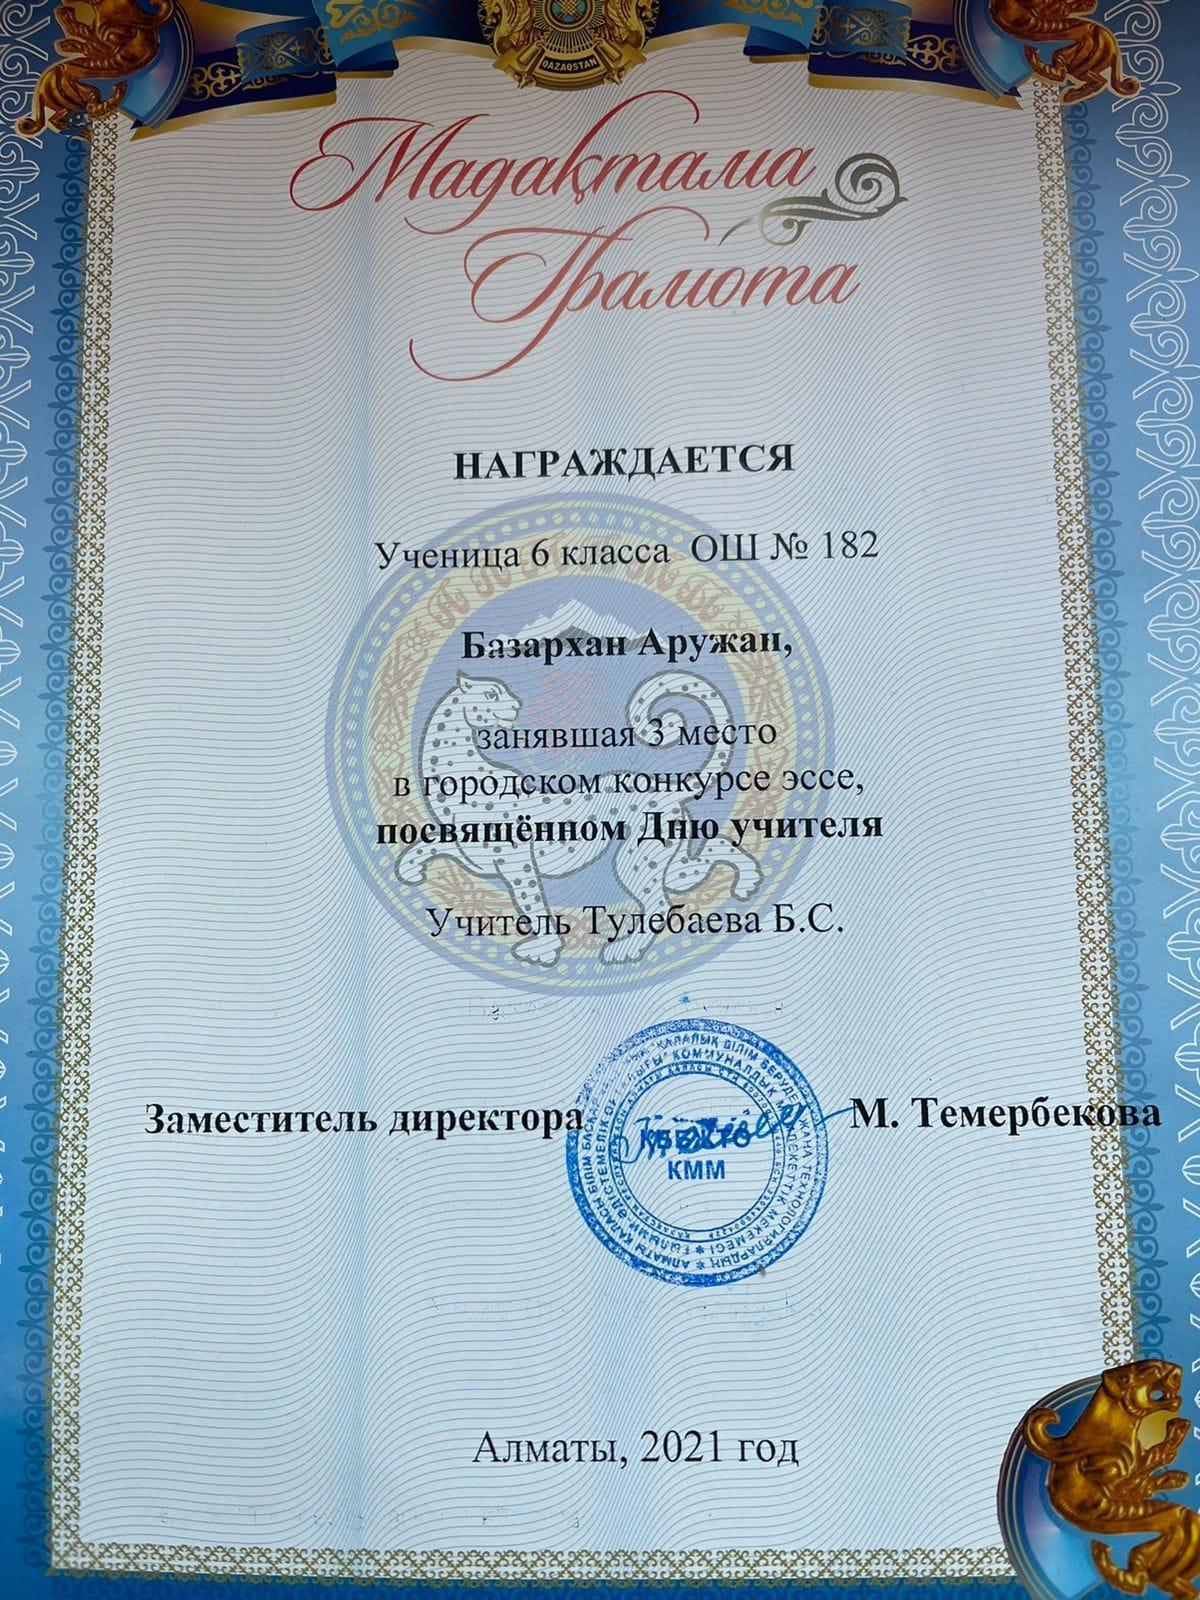 QAZAQSTAN
Мадақтама
Грамота
НАГРАЖДАЕТСЯ
Ученица 6 класса ОШ № 182
АЛМАТЫ
Базархан Аружан,
занявшая 3 место
в городском конкурсе эссе,
посвящённом Дню учителя
Учитель Тулебаева Б.С.
Заместитель директора
КММ
М. Темербекова
Алматы, 2021 год